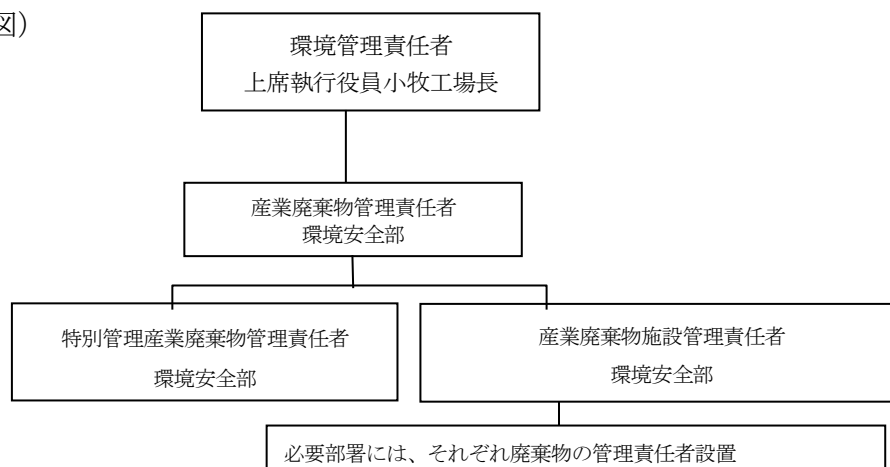 図)
環境管理責任者
上席執行役員小牧工場長
産業廃棄物管理責任者
環境安全部
特別管理産業廃棄物管理責任者
環境安全部
産業廃棄物施設管理責任者
環境安全部
必要部署には、それぞれ廃棄物の管理責任者設置